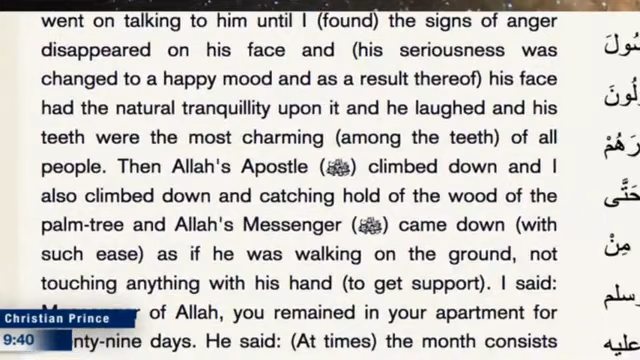 went on talking to him until I (found) the signs of anger
disappeared on his face and (his seriousness was
changed to a happy mood and as a result thereof) his face
had the natural tranquillity upon it and he laughed and his
teeth were the most charming (among the teeth) of all
people. Then Allah's Apostle (ﷺ) climbed down and I
also climbed down and catching hold of the wood of the
palm-tree and Allah's Messenger (ﷺ) came down (with
such ease) as if he was walking on the ground, not
touching anything with his hand (to get support). I said:
of Allah, you remained in your apartment for
days. He said: (At times) the month consists
حَتَّى
مِنْ
عليه
Christian Prince
9:40